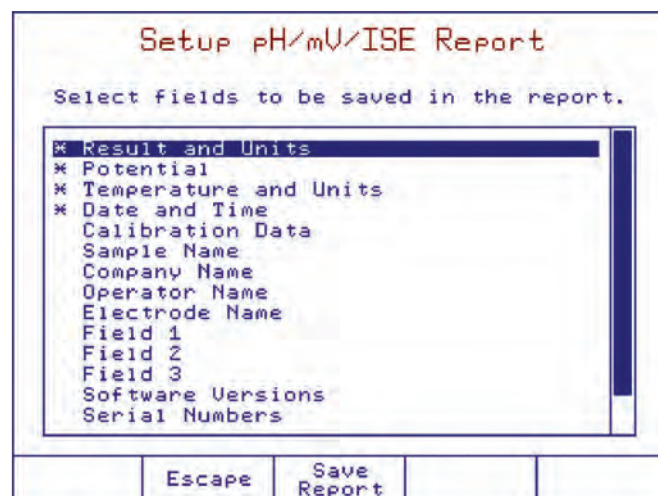 Setup pH/mV/ISE Report
Select fields to be saved in the report.
* Result and Units
* Potential
* Temperature and Units
* Date and Time
Calibration Data
Sample Name
Company Name
Operator Name
Electrode Name
Field 1
Field 2
Field 3
Software Versions
Serial Numbers
Escape
Save
Report